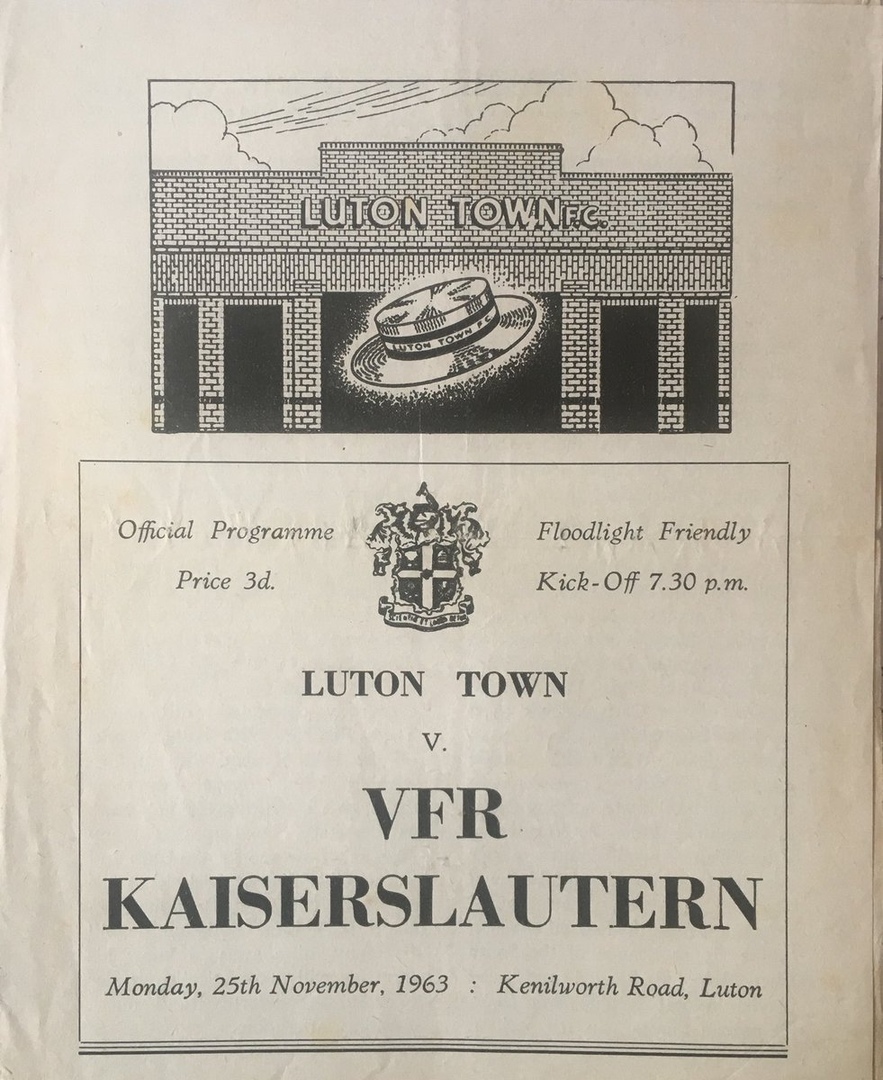 LUTON TOWN F.C.
LUTON TOWN F C
Official Programme
Price 3d.
Floodlight Friendly
Kick-Off 7.30 p.m.
LUTON TOWN
V.
VFR
KAISERSLAUTERN
Monday, 25th November, 1963 : Kenilworth Road, Luton